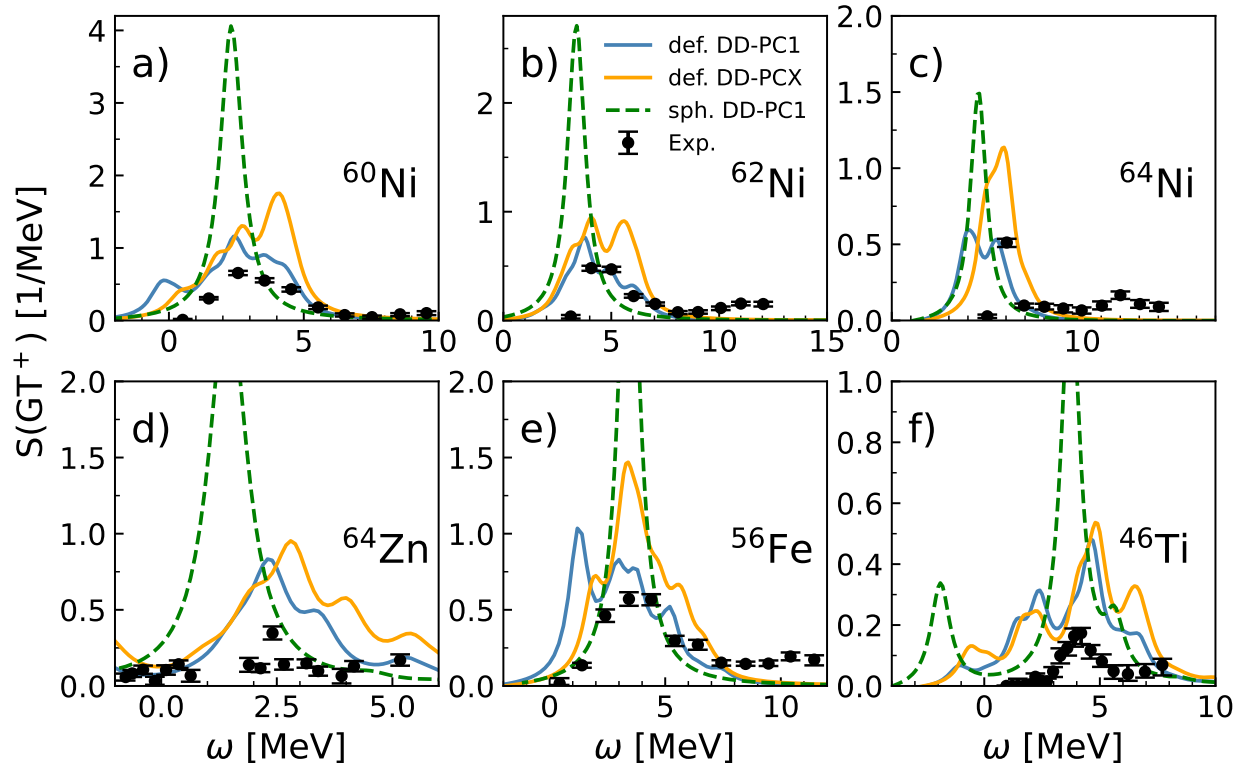 S(GT⁺) [1/MeV]
a)
⁶⁰Ni
0
1
2
3
4
0
5
10
b)
def. DD-PC1
def. DD-PCX
sph. DD-PC1
Exp.
⁶²Ni
0
1
2
0
5
10
15
c)
⁶⁴Ni
0.0
0.5
1.0
1.5
2.0
0
10
d)
⁶⁴Zn
0.0
0.5
1.0
1.5
2.0
0.0
2.5
5.0
ω [MeV]
e)
⁵⁶Fe
0.0
0.5
1.0
1.5
2.0
0
5
10
ω [MeV]
f)
⁴⁶Ti
0.0
0.2
0.4
0.6
0.8
1.0
0
5
10
ω [MeV]